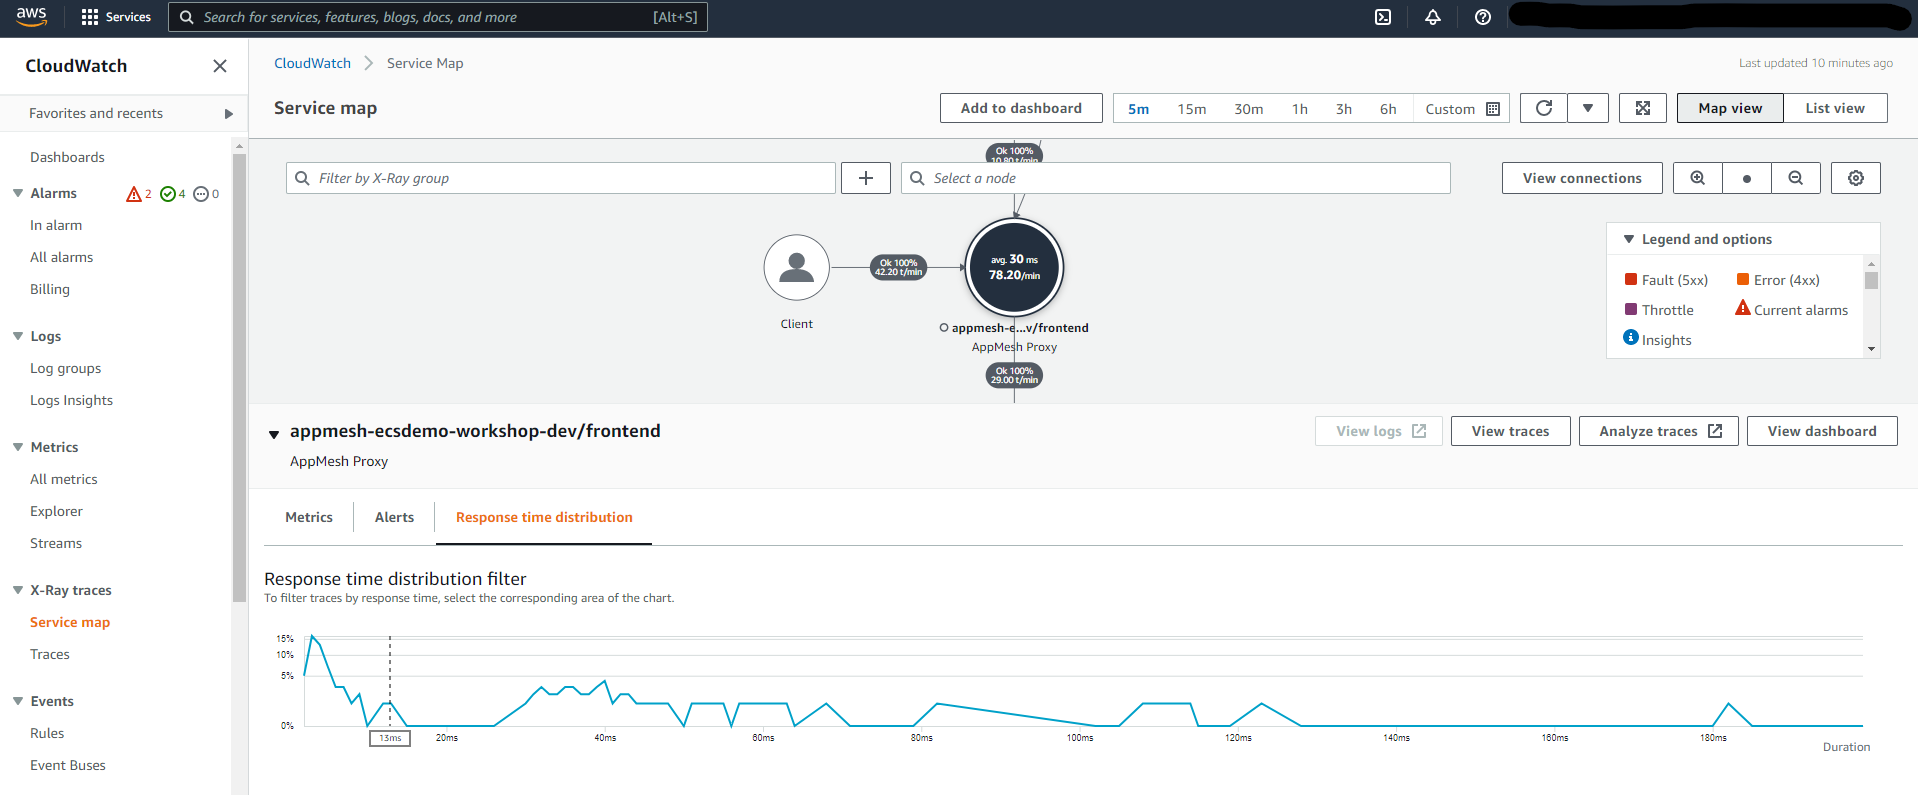 aws
Services
Search for services, features, blogs, docs, and more
[Alt+S]
CloudWatch
Favorites and recents
Dashboards
Alarms 2 4 0
In alarm
All alarms
Billing
Logs
Log groups
Logs Insights
Metrics
All metrics
Explorer
Streams
X-Ray traces
Service map
Traces
Events
Rules
Event Buses
CloudWatch Service Map
Last updated 10 minutes ago
Service map
Add to dashboard
5m 15m 30m 1h 3h 6h Custom
Map view List view
Ok 100%
10.80 t/min
Filter by X-Ray group
Select a node
View connections
Legend and options
Fault (5xx) Error (4xx)
Throttle Current alarms
Insights
Ok 100%
42.20 t/min
avg. 30 ms
78.20/min
Client
appmesh-e...v/frontend
AppMesh Proxy
Ok 100%
29.00 t/min
appmesh-ecsdemo-workshop-dev/frontend
AppMesh Proxy
View logs View traces Analyze traces View dashboard
Metrics Alerts Response time distribution
Response time distribution filter
To filter traces by response time, select the corresponding area of the chart.
15%
10%
5%
0%
13ms 20ms 40ms 60ms 80ms 100ms 120ms 140ms 160ms 180ms
Duration